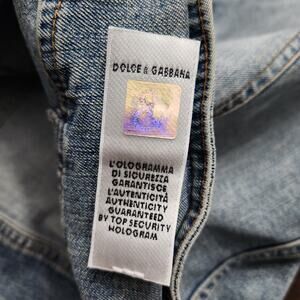 DOLCE & GABBANA
L'OLOGRAMMA
DI SICUREZZA
GARANTISCE
L'AUTENTICITÀ
AUTHENTICITY
GUARANTEED
BY TOP SECURITY
HOLOGRAM